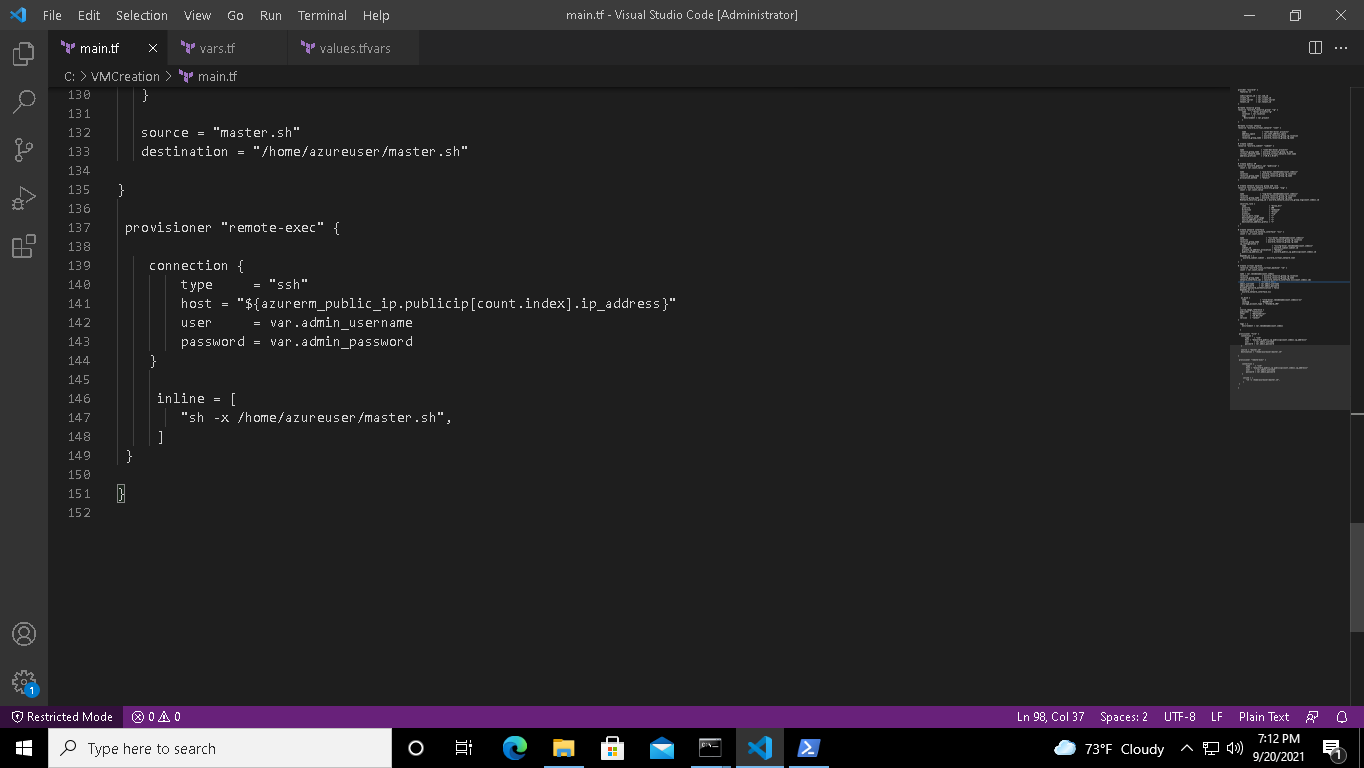 File Edit Selection View Go Run Terminal Help main.tf - Visual Studio Code [Administrator]
main.tf vars.tf values.tfvars
C: > VMCreation > main.tf
130 }
131
132 source = "master.sh"
133 destination = "/home/azureuser/master.sh"
134
135 }
136
137 provisioner "remote-exec" {
138
139 connection {
140 type = "ssh"
141 host = "${azurerm_public_ip.publicip[count.index].ip_address}"
142 user = var.admin_username
143 password = var.admin_password
144 }
145
146 inline = [
147 "sh -x /home/azureuser/master.sh",
148 ]
149 }
150
151 }
152
1
Restricted Mode 0 0 Ln 98, Col 37 Spaces: 2 UTF-8 LF Plain Text
Type here to search 73°F Cloudy 7:12 PM
9/20/2021 1